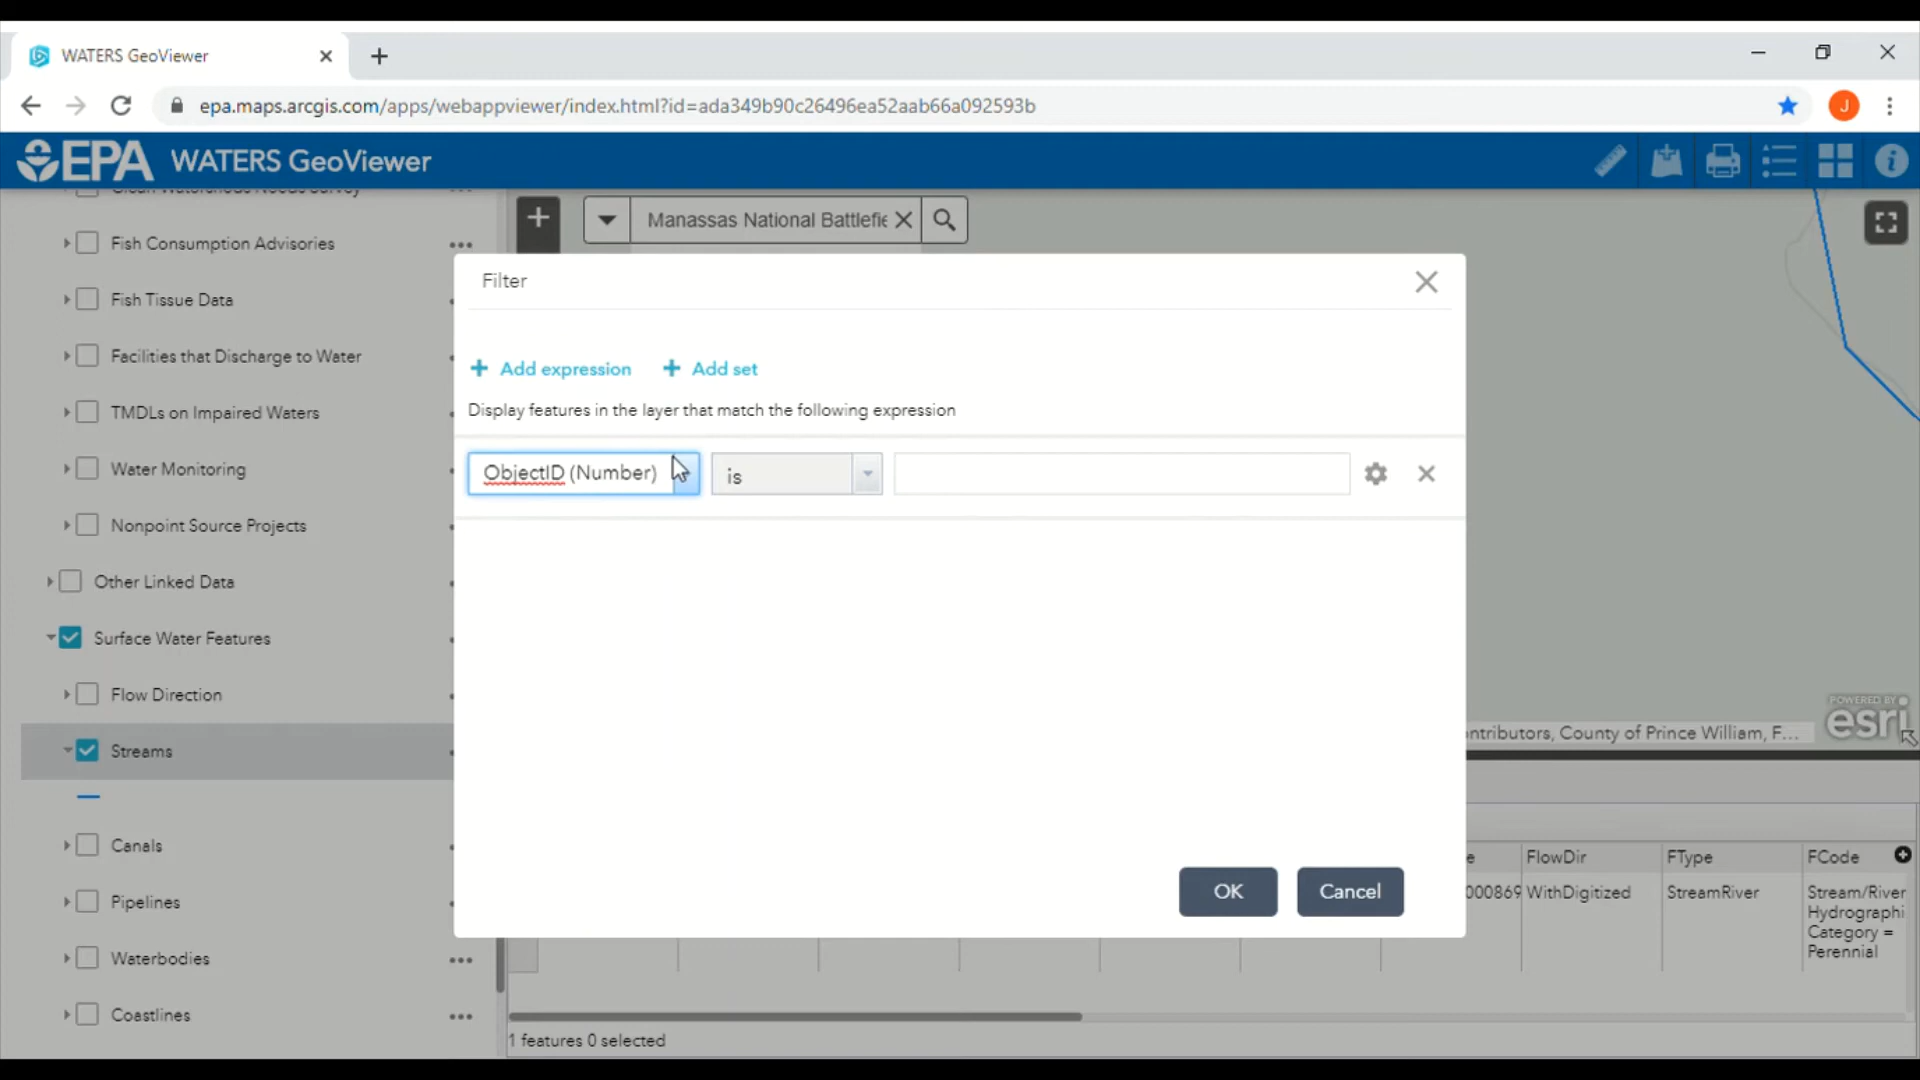 WATERS GeoViewer
epa.maps.arcgis.com/apps/webappviewer/index.html?id=ada349b90c26496ea52aab66a092593b
J
EPA WATERS GeoViewer
Fish Consumption Advisories
Fish Tissue Data
Facilities that Discharge to Water
TMDLs on Impaired Waters
Water Monitoring
Nonpoint Source Projects
Other Linked Data
Surface Water Features
Flow Direction
Streams
Canals
Pipelines
Waterbodies
Coastlines
Manassas National Battlefie
Filter
Add expression
Add set
Display features in the layer that match the following expression
ObjectID (Number)
is
OK
Cancel
POWERED BY
esri
ntributors, County of Prince William, F...
e FlowDir FType FCode
000869 WithDigitized StreamRiver Stream/River
Hydrographi
Category =
Perennial
1 features 0 selected